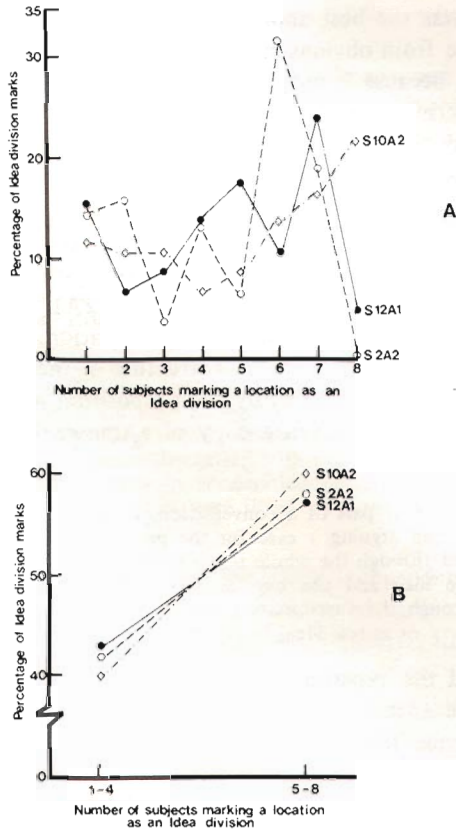 35
30
20
10
0
Percentage of Idea division marks
S10A2
S12A1
S2A2
A
1 2 3 4 5 6 7 8
Number of subjects marking a location as an
Idea division
60
50
40
0
Percentage of Idea division marks
S10A2
S2A2
S12A1
B
1-4 5-8
Number of subjects marking a location
as an Idea division